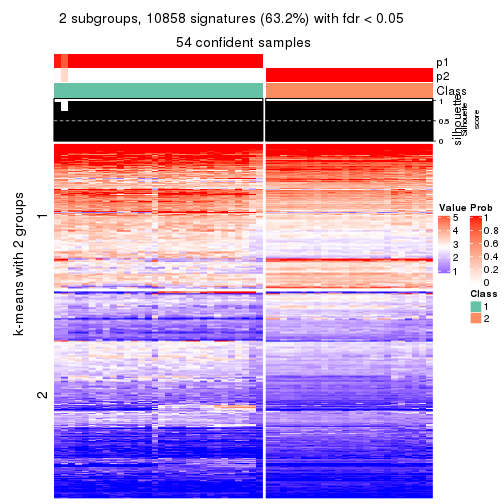 2 subgroups, 10858 signatures (63.2%) with fdr < 0.05
54 confident samples
p1
p2
Class
1
0.5
0
silhouette
Silhouette
score
k-means with 2 groups
1
2
Value
5
4
3
2
1
Prob
1
0.8
0.6
0.4
0.2
0
Class
1
2